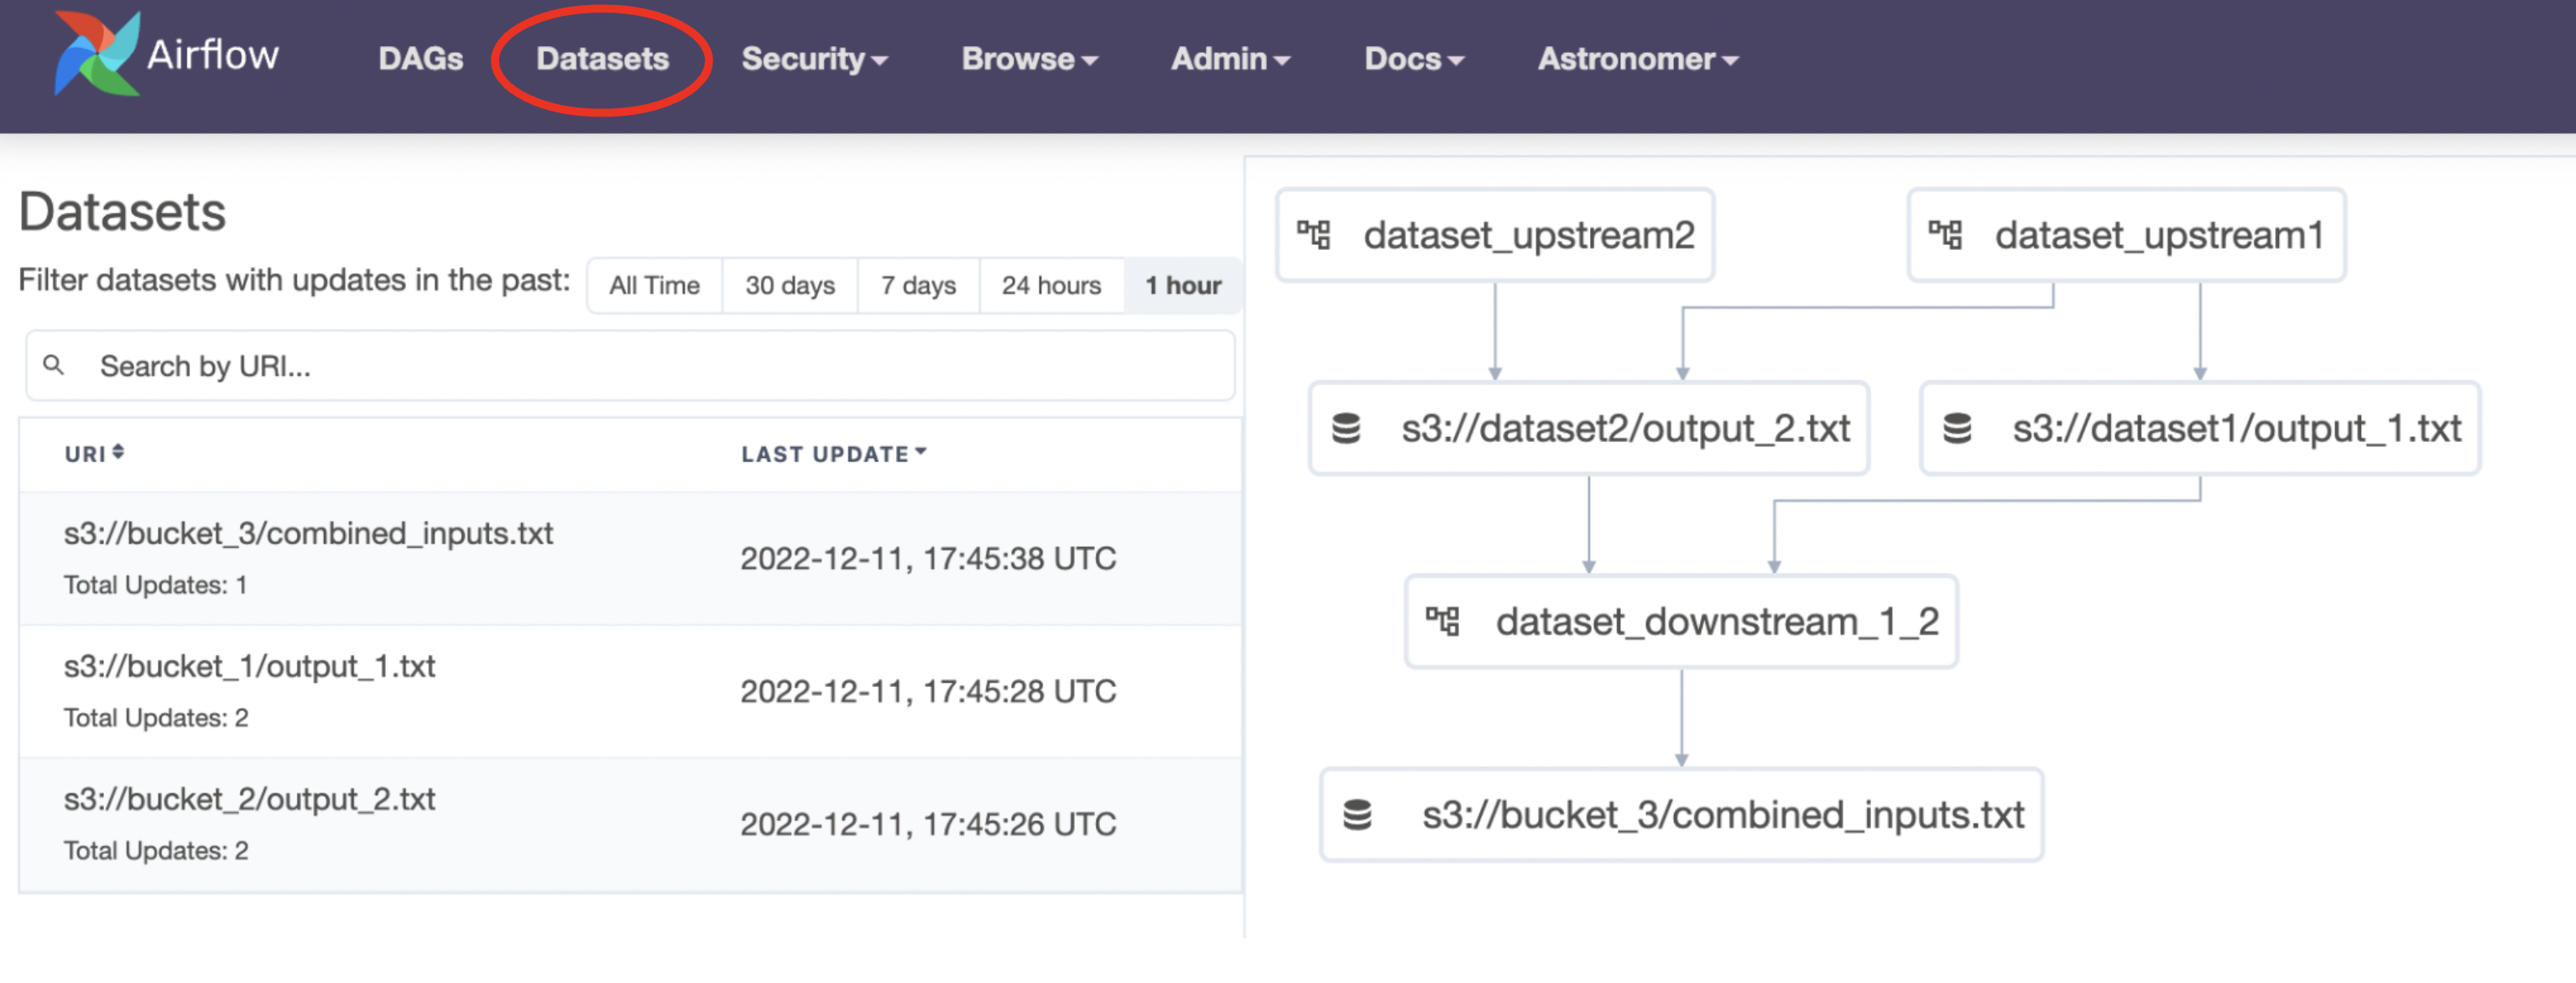 Airflow DAGs Datasets Security Browse Admin Docs Astronomer
Datasets
Filter datasets with updates in the past: All Time 30 days 7 days 24 hours 1 hour
Search by URI...
URI LAST UPDATE
s3://bucket_3/combined_inputs.txt
Total Updates: 1
2022-12-11, 17:45:38 UTC
s3://bucket_1/output_1.txt
Total Updates: 2
2022-12-11, 17:45:28 UTC
s3://bucket_2/output_2.txt
Total Updates: 2
2022-12-11, 17:45:26 UTC
dataset_upstream2
dataset_upstream1
s3://dataset2/output_2.txt
s3://dataset1/output_1.txt
dataset_downstream_1_2
s3://bucket_3/combined_inputs.txt